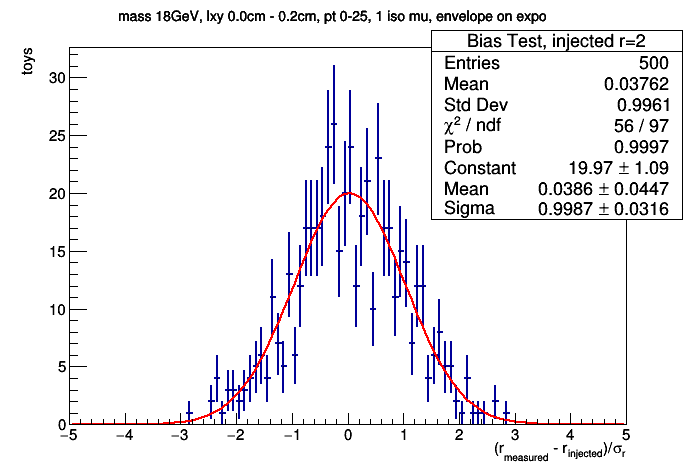 mass 18GeV, lxy 0.0cm - 0.2cm, pt 0-25, 1 iso mu, envelope on expo
Bias Test, injected r=2
Entries 500
Mean 0.03762
Std Dev 0.9961
χ² / ndf 56 / 97
Prob 0.9997
Constant 19.97 ± 1.09
Mean 0.0386 ± 0.0447
Sigma 0.9987 ± 0.0316
toys
30
25
20
15
10
5
0
−5 −4 −3 −2 −1 0 1 2 3 4 5
(r_measured - r_injected)/σ_r